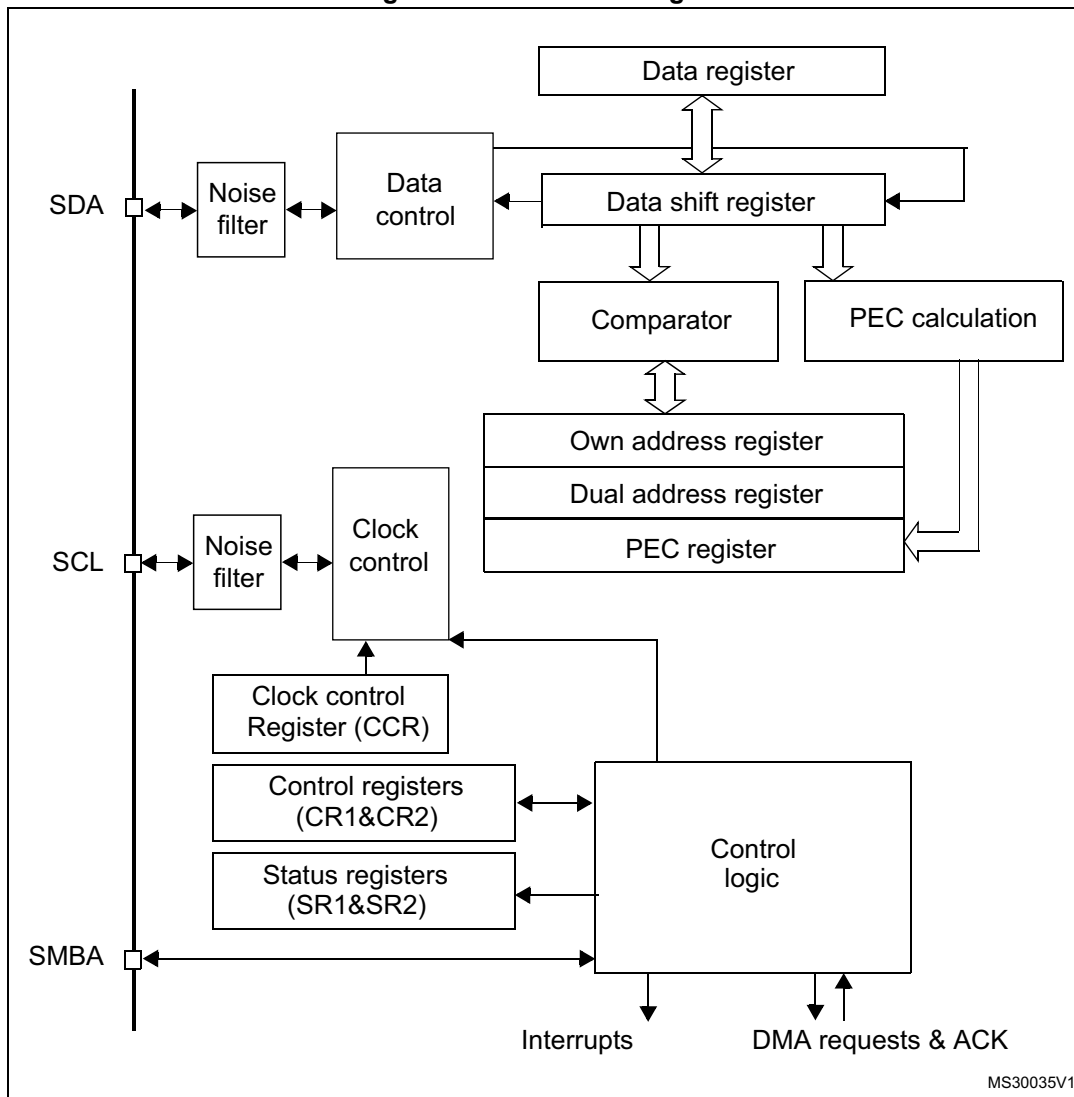 Data register
SDA
Noise
filter
Data
control
Data shift register
Comparator
PEC calculation
Own address register
Dual address register
PEC register
SCL
Noise
filter
Clock
control
Clock control
Register (CCR)
Control registers
(CR1&CR2)
Status registers
(SR1&SR2)
Control
logic
SMBA
Interrupts
DMA requests & ACK
MS30035V1